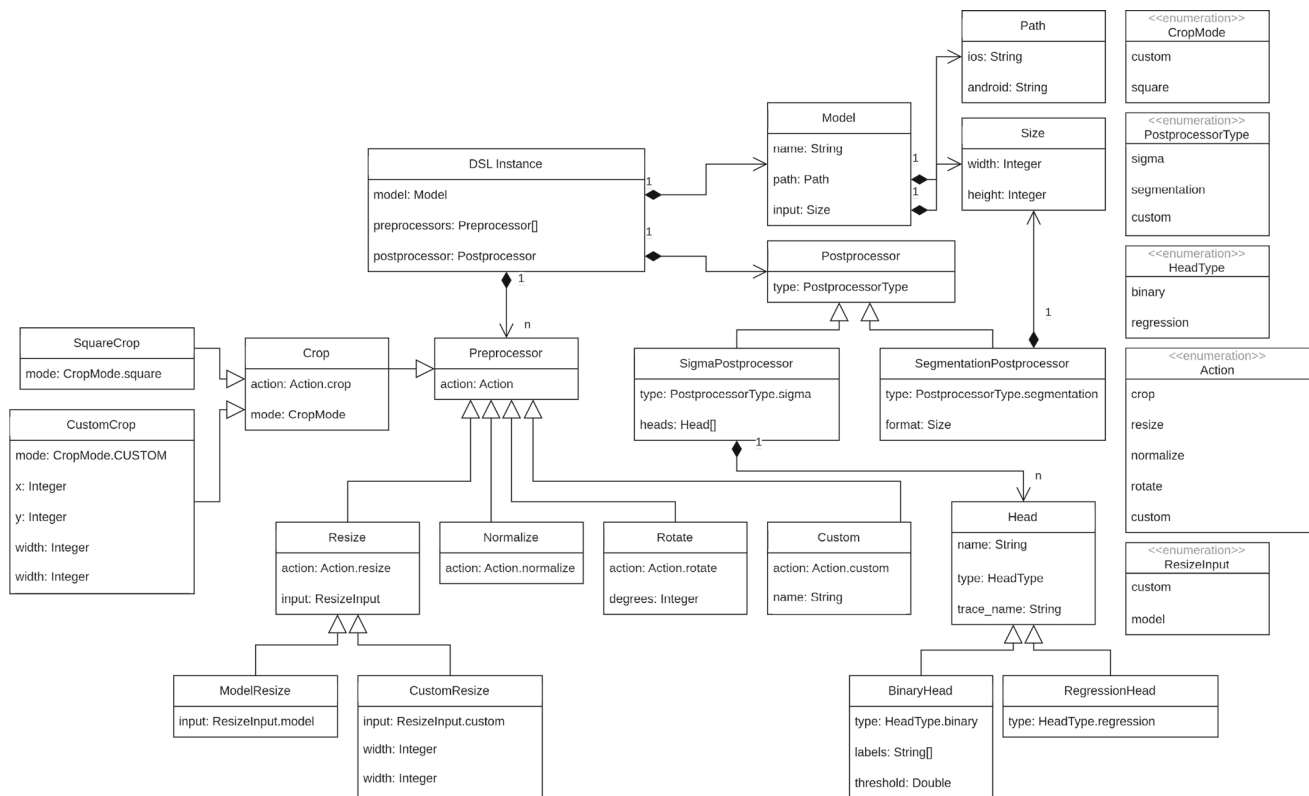 Path
ios: String
android: String
<<enumeration>>
CropMode
custom
square
Model
name: String
path: Path
input: Size
1
1
Size
width: Integer
height: Integer
<<enumeration>>
PostprocessorType
sigma
segmentation
custom
DSL Instance
model: Model
preprocessors: Preprocessor[]
postprocessor: Postprocessor
1
1
1
n
Postprocessor
type: PostprocessorType
<<enumeration>>
HeadType
binary
regression
1
SquareCrop
mode: CropMode.square
Crop
action: Action.crop
mode: CropMode
Preprocessor
action: Action
SigmaPostprocessor
type: PostprocessorType.sigma
heads: Head[]
1
n
SegmentationPostprocessor
type: PostprocessorType.segmentation
format: Size
<<enumeration>>
Action
crop
resize
normalize
rotate
custom
CustomCrop
mode: CropMode.CUSTOM
x: Integer
y: Integer
width: Integer
width: Integer
Resize
action: Action.resize
input: ResizeInput
Normalize
action: Action.normalize
Rotate
action: Action.rotate
degrees: Integer
Custom
action: Action.custom
name: String
Head
name: String
type: HeadType
trace_name: String
<<enumeration>>
ResizeInput
custom
model
ModelResize
input: ResizeInput.model
CustomResize
input: ResizeInput.custom
width: Integer
width: Integer
BinaryHead
type: HeadType.binary
labels: String[]
threshold: Double
RegressionHead
type: HeadType.regression